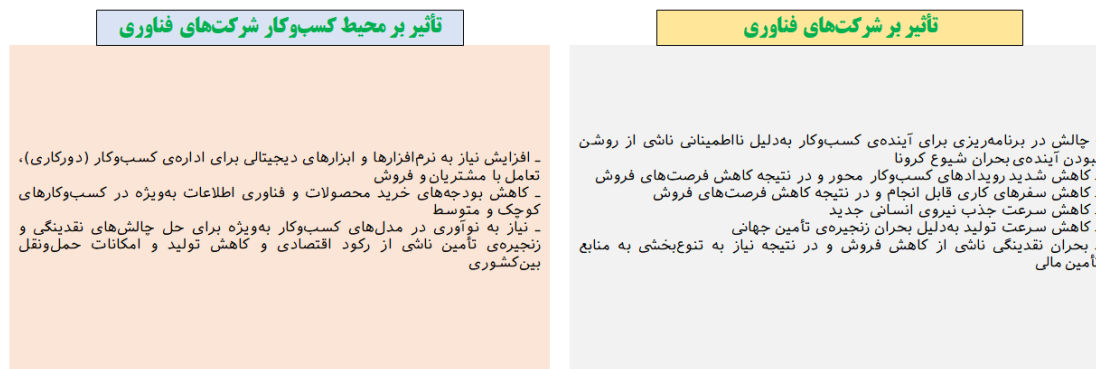 تأثیر بر شرکت‌های فناوری
چالش در برنامه‌ریزی برای آینده‌ی کسب‌وکار به‌دلیل نااطمینانی ناشی از روشن
بودن آینده‌ی بحران شیوع کرونا
ـ کاهش شدید رویدادهای کسب‌وکار محور و در نتیجه کاهش فرصت‌های فروش
ـ کاهش سفرهای کاری قابل انجام و در نتیجه کاهش فرصت‌های فروش
ـ کاهش سرعت جذب نیروی انسانی جدید
ـ کاهش سرعت تولید به‌دلیل بحران زنجیره‌ی تأمین جهانی
ـ بحران نقدینگی ناشی از کاهش فروش و در نتیجه نیاز به تنوع‌بخشی به منابع
تأمین مالی
تأثیر بر محیط کسب‌وکار شرکت‌های فناوری
ـ افزایش نیاز به نرم‌افزارها و ابزارهای دیجیتالی برای اداره‌ی کسب‌وکار (دورکاری)،
تعامل با مشتریان و فروش
ـ کاهش بودجه‌های خرید محصولات و فناوری اطلاعات به‌ویژه در کسب‌وکارهای
کوچک و متوسط
ـ نیاز به نوآوری در مدل‌های کسب‌وکار به‌ویژه برای حل چالش‌های نقدینگی و
زنجیره‌ی تأمین ناشی از رکود اقتصادی و کاهش تولید و امکانات حمل‌ونقل
بین‌کشوری